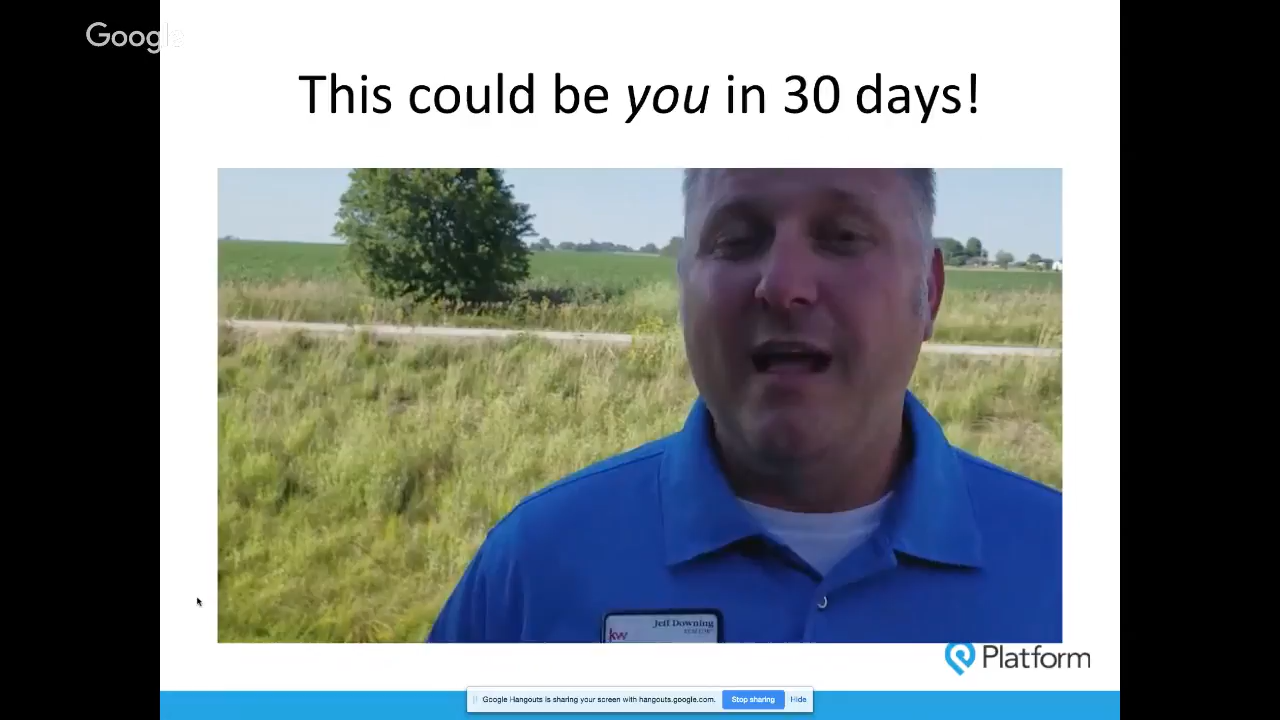 Google
This could be you in 30 days!
Jeff Downing
kw
Platform
Google Hangouts is sharing your screen with hangouts.google.com.
Stop sharing
Hide